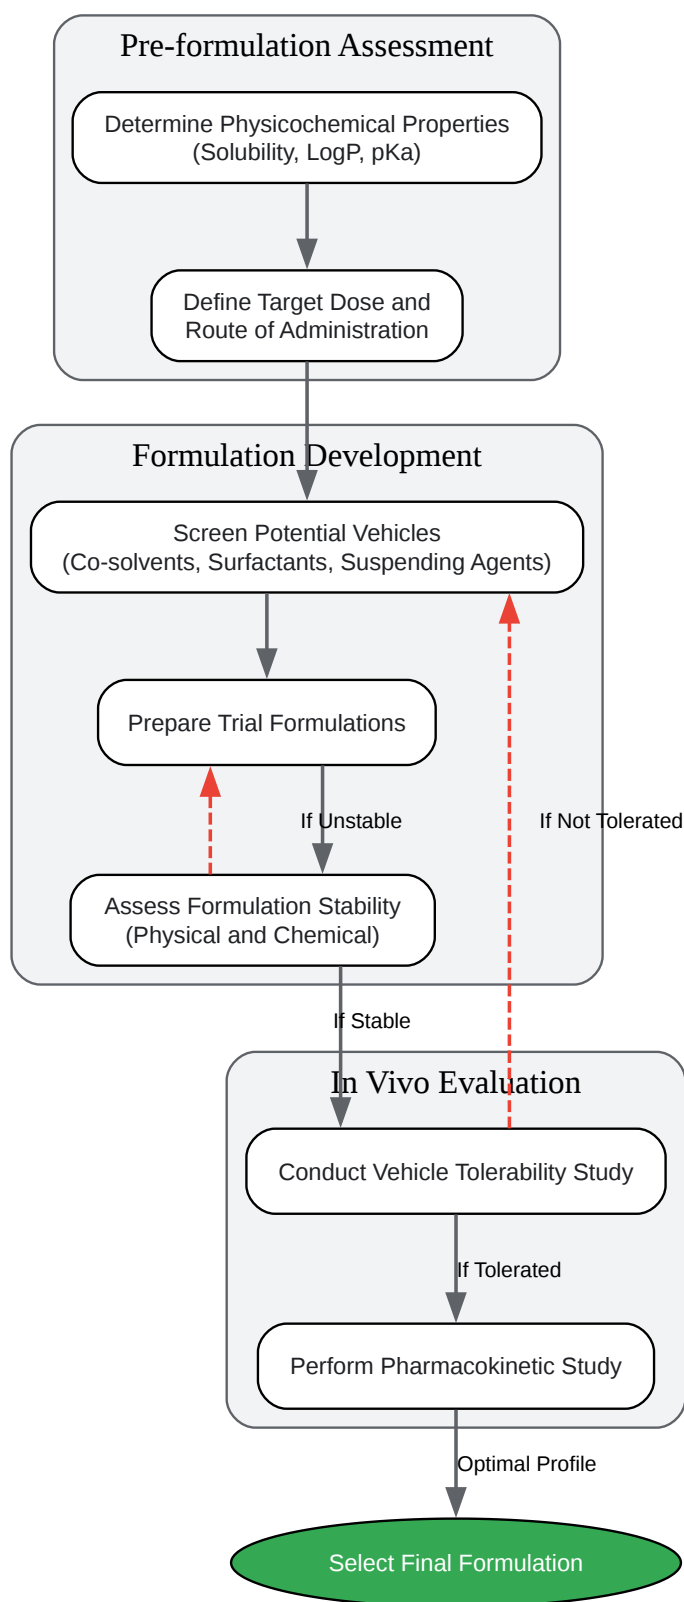 Pre-formulation Assessment
Determine Physicochemical Properties
(Solubility, LogP, pKa)
Define Target Dose and
Route of Administration
Formulation Development
Screen Potential Vehicles
(Co-solvents, Surfactants, Suspending Agents)
Prepare Trial Formulations
If Unstable
If Not Tolerated
Assess Formulation Stability
(Physical and Chemical)
If Stable
In Vivo Evaluation
Conduct Vehicle Tolerability Study
If Tolerated
Perform Pharmacokinetic Study
Optimal Profile
Select Final Formulation